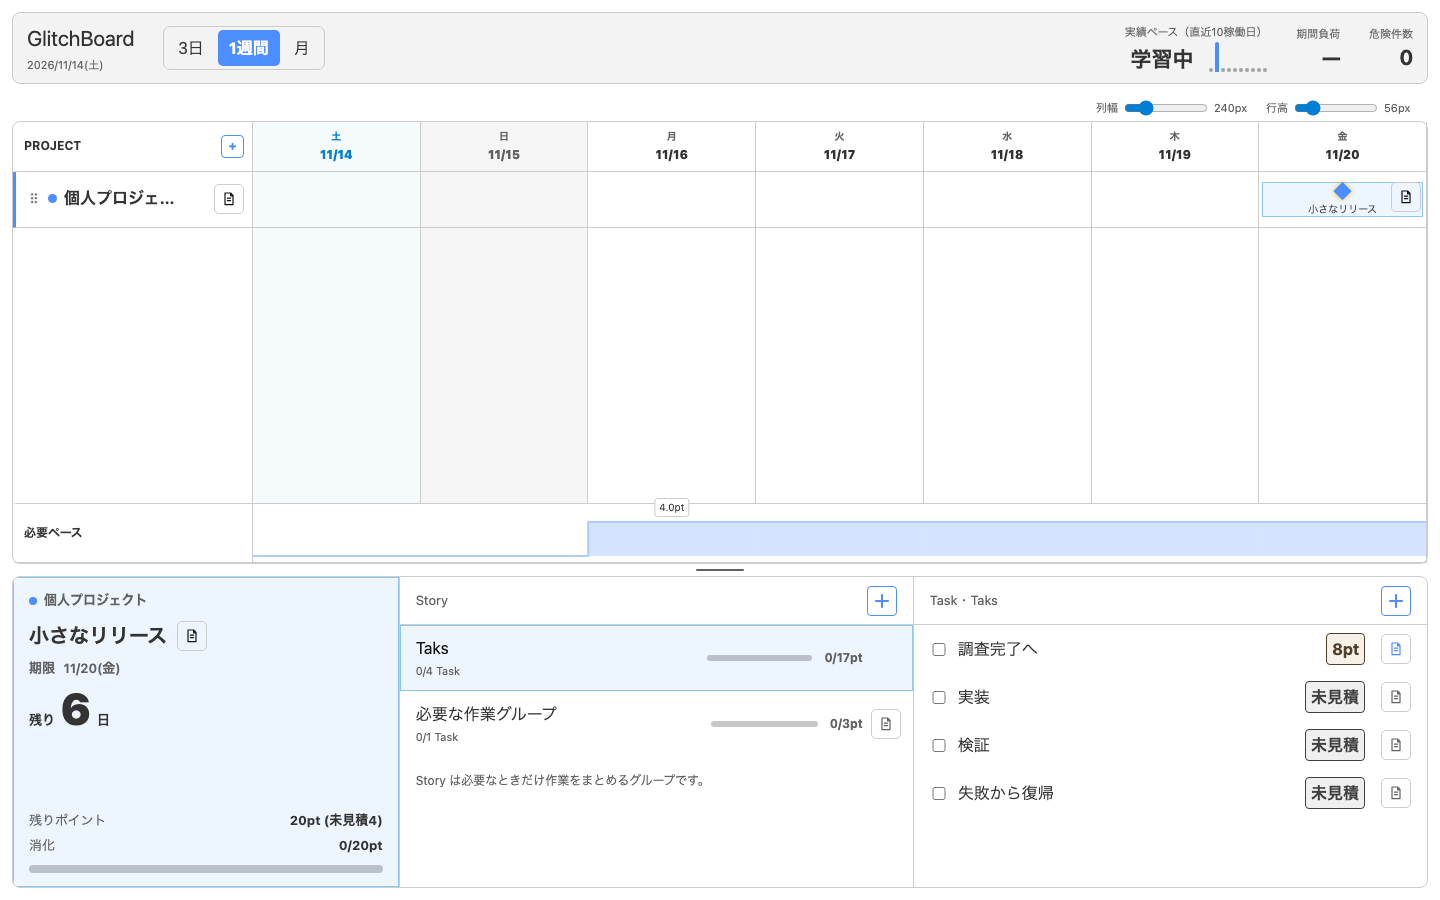 GlitchBoard
2026/11/14(土)
3日
1週間
月
実績ペース（直近10稼働日）
学習中
期間負荷
—
危険件数
0
列幅
240px
行高
56px
PROJECT
+
土
11/14
日
11/15
月
11/16
火
11/17
水
11/18
木
11/19
金
11/20
個人プロジェ...
小さなリリース
必要ペース
4.0pt
個人プロジェクト
小さなリリース
期限 11/20(金)
残り 6 日
残りポイント 20pt (未見積4)
消化 0/20pt
Story
+
Taks
0/4 Task
0/17pt
必要な作業グループ
0/1 Task
0/3pt
Story は必要なときだけ作業をまとめるグループです。
Task・Taks
+
調査完了へ 8pt
実装 未見積
検証 未見積
失敗から復帰 未見積